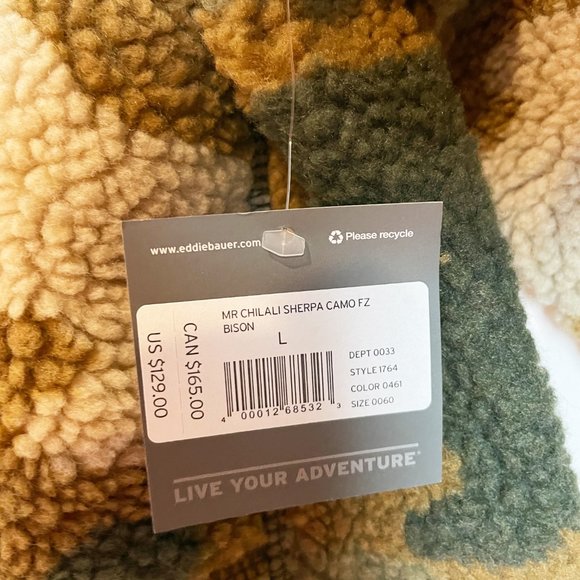 www.eddiebauer.com
Please recycle
MR CHILALI SHERPA CAMO FZ
BISON
L
CAN $165.00
US $129.00
DEPT 0033
STYLE 1764
COLOR 0461
SIZE 0060
4 00012 68532 3
LIVE YOUR ADVENTURE®